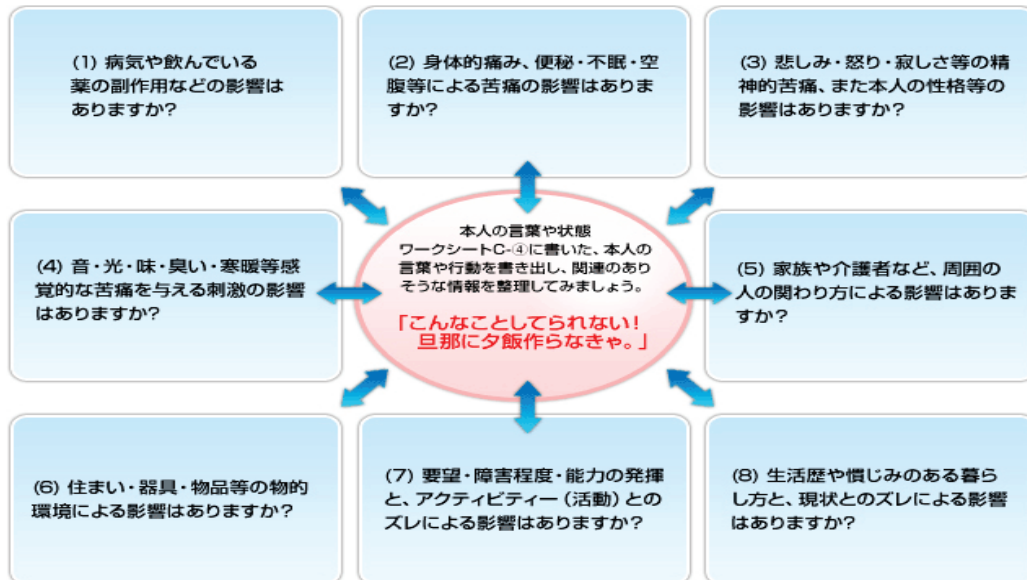 (1) 病気や飲んでいる
薬の副作用などの影響は
ありますか?
(2) 身体的痛み、便秘・不眠・空
腹等による苦痛の影響はありま
すか?
(3) 悲しみ・怒り・寂しさ等の精
神的苦痛、また本人の性格等の
影響はありますか?
(4) 音・光・味・臭い・寒暖等感
覚的な苦痛を与える刺激の影響
はありますか?
本人の言葉や状態
ワークシートC-④に書いた、本人の
言葉や行動を書き出し、関連のあり
そうな情報を整理してみましょう。
「こんなことしてられない!
旦那に夕飯作らなきゃ。」
(5) 家族や介護者など、周囲の
人の関わり方による影響はありま
すか?
(6) 住まい・器具・物品等の物的
環境による影響はありますか?
(7) 要望・障害程度・能力の発揮
と、アクティビティー(活動)との
ズレによる影響はありますか?
(8) 生活歴や慣じみのある暮ら
し方と、現状とのズレによる影響
はありますか?